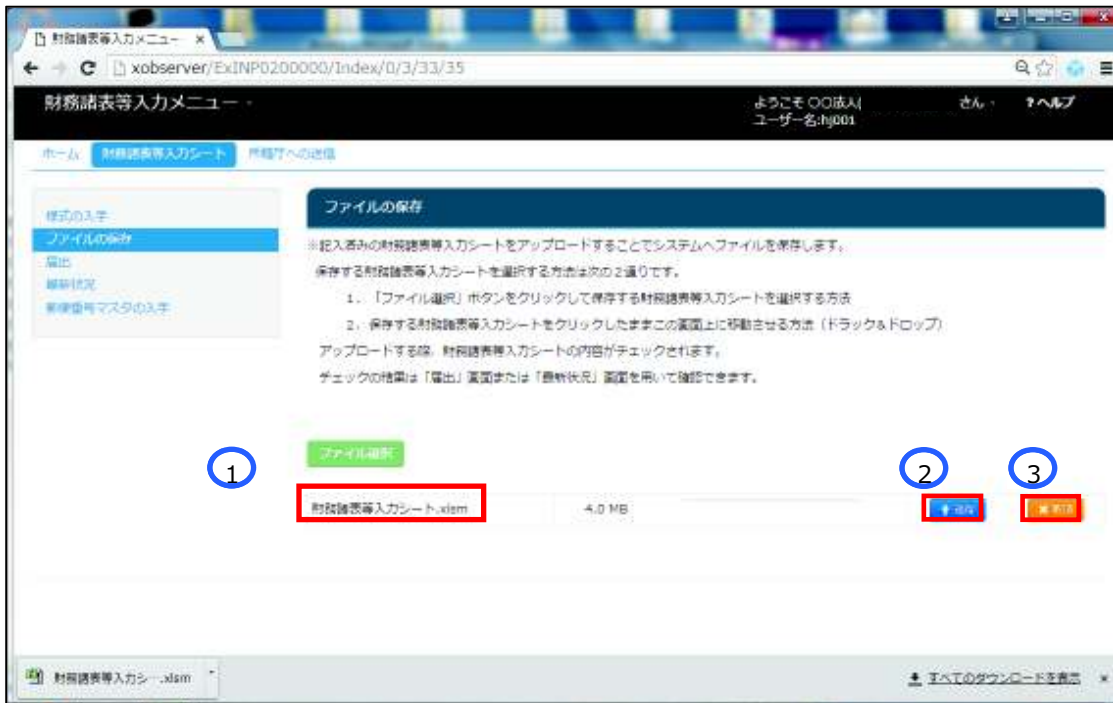 財務諸表等入力メニュー ×
xobserver/ExINP0200000/Index/0/3/33/35
財務諸表等入力メニュー
ようこそ 〇〇法人( さん
ユーザー名:hj001
? ヘルプ
ホーム 財務諸表等入力シート 所轄庁への送信
様式の入手
ファイルの保存
届出
最新状況
郵便番号マスタの入手
ファイルの保存
※記入済みの財務諸表等入力シートをアップロードすることでシステムへファイルを保存します。
保存する財務諸表等入力シートを選択する方法は次の2通りです。
1. 「ファイル選択」ボタンをクリックして保存する財務諸表等入力シートを選択する方法
2. 保存する財務諸表等入力シートをクリックしたままこの画面上に移動させる方法(ドラック&ドロップ)
アップロードする際、財務諸表等入力シートの内容がチェックされます。
チェックの結果は「届出」画面または「最新状況」画面を用いて確認できます。
ファイル選択
1
2
3
財務諸表等入力シート.xlsm 4.0 MB
財務諸表等入力シ-.xlsm
すべてのダウンロードを表示 ×